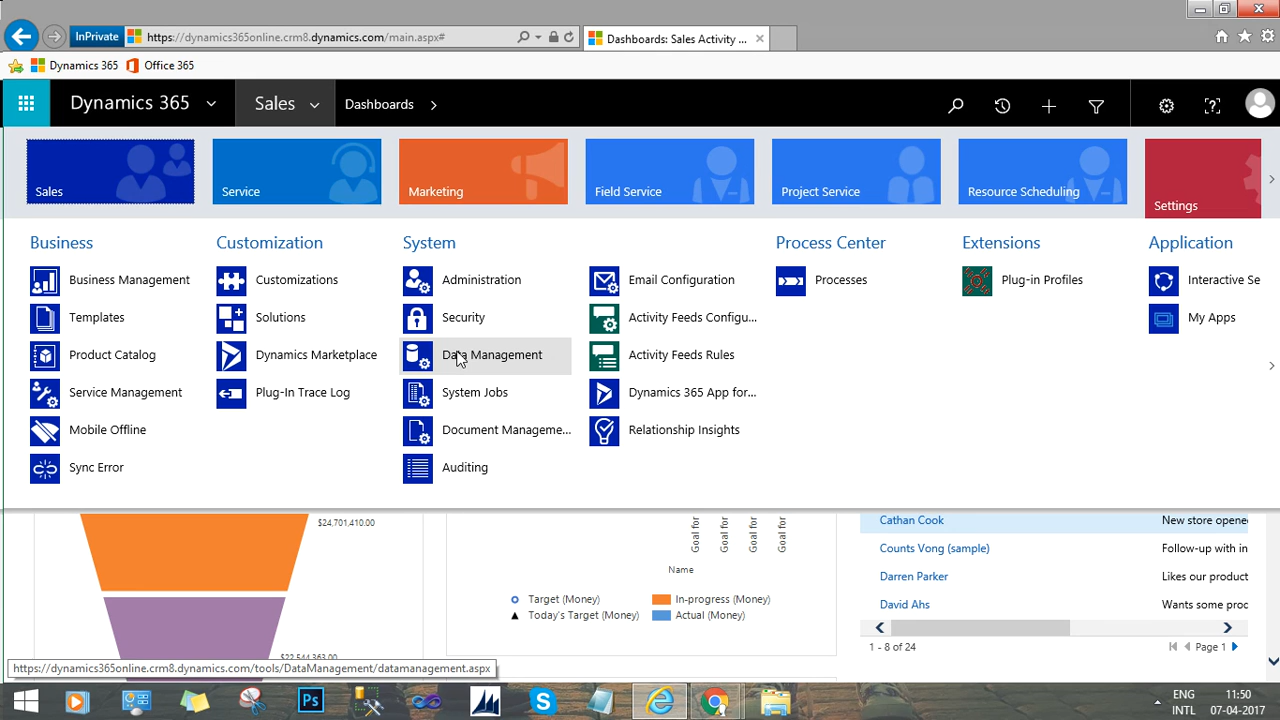 InPrivate
https://dynamics365online.crm8.dynamics.com/main.aspx#
Dashboards: Sales Activity ...
Dynamics 365
Office 365
Dynamics 365
Sales
Dashboards
Sales
Service
Marketing
Field Service
Project Service
Resource Scheduling
Settings
Business
Business Management
Templates
Product Catalog
Service Management
Mobile Offline
Sync Error
Customization
Customizations
Solutions
Dynamics Marketplace
Plug-In Trace Log
System
Administration
Security
Data Management
System Jobs
Document Manageme...
Auditing
Email Configuration
Activity Feeds Configu...
Activity Feeds Rules
Dynamics 365 App for...
Relationship Insights
Process Center
Processes
Extensions
Plug-in Profiles
Application
Interactive Se
My Apps
$24,701,410.00
$22,544,363.00
Goal for
Goal for
Goal for
Goal for
Name
Target (Money)
In-progress (Money)
Today's Target (Money)
Actual (Money)
Cathan Cook
New store opene
Counts Vong (sample)
Follow-up with in
Darren Parker
Likes our product
David Ahs
Wants some proc
1 - 8 of 24
Page 1
https://dynamics365online.crm8.dynamics.com/tools/DataManagement/datamanagement.aspx
Ps
ENG
INTL
11:50
07-04-2017